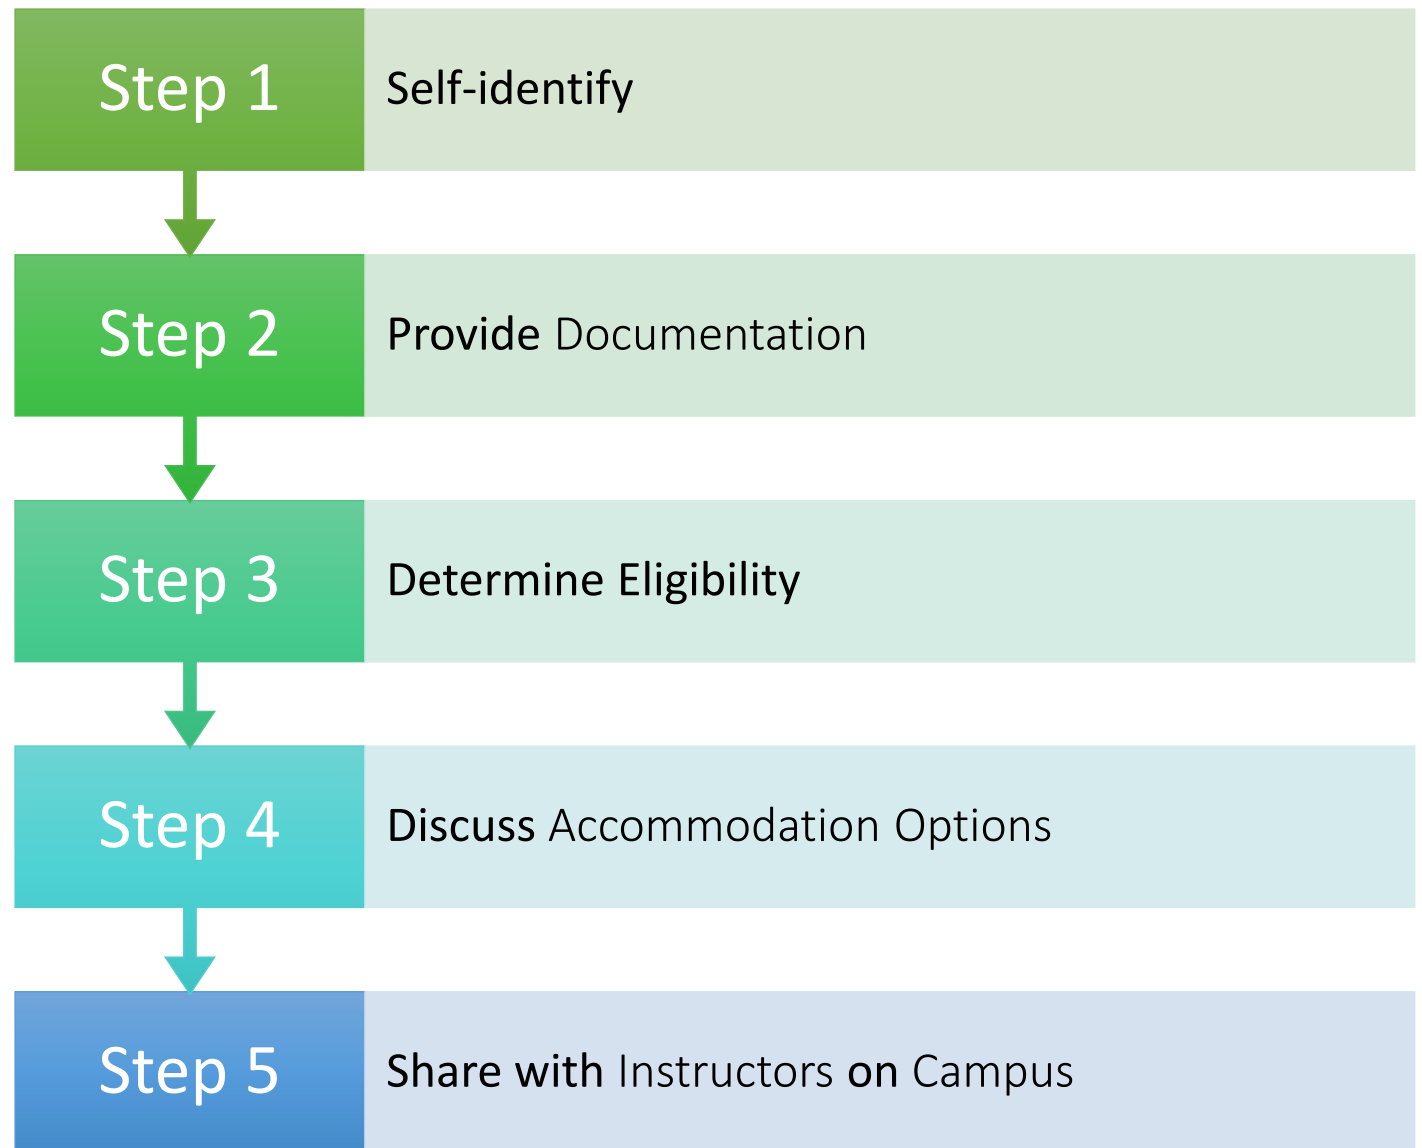 Step 1
Self-identify
Step 2
Provide Documentation
Step 3
Determine Eligibility
Step 4
Discuss Accommodation Options
Step 5
Share with Instructors on Campus